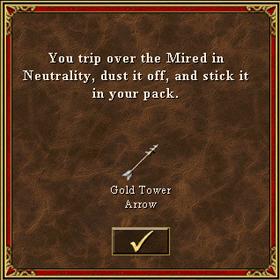 You trip over the Mired in
Neutrality, dust it off, and stick it
in your pack.
Gold Tower
Arrow